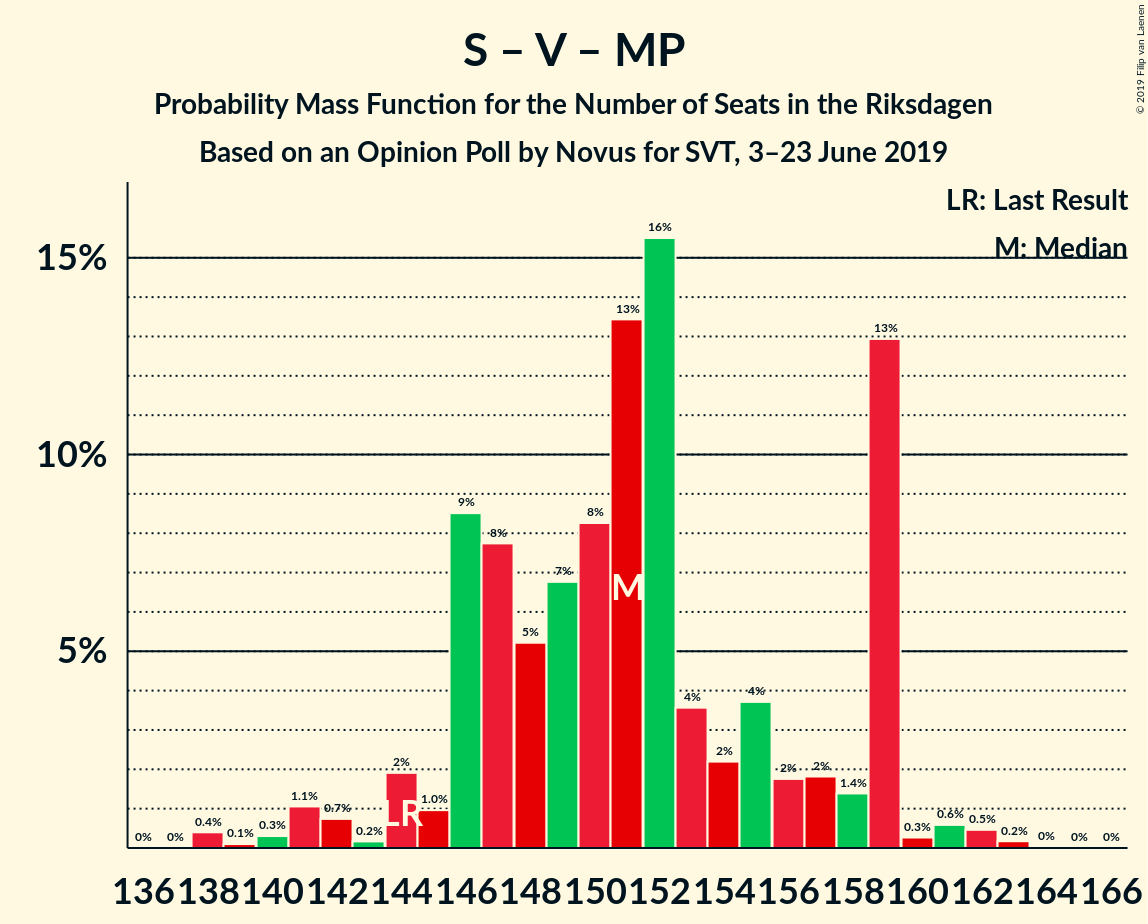 S – V – MP
Probability Mass Function for the Number of Seats in the Riksdagen
Based on an Opinion Poll by Novus for SVT, 3–23 June 2019
© 2019 Filip van Laenen
LR: Last Result
M: Median
15%
10%
5%
0% 0% 0.4% 0.1% 0.3% 1.1% 0.7% 0.2% 2% 1.0% 9% 8% 5% 7% 8% 13% 16% 4% 2% 4% 2% 2% 1.4% 13% 0.3% 0.6% 0.5% 0.2% 0% 0% 0%
LR
M
136 138 140 142 144 146 148 150 152 154 156 158 160 162 164 166